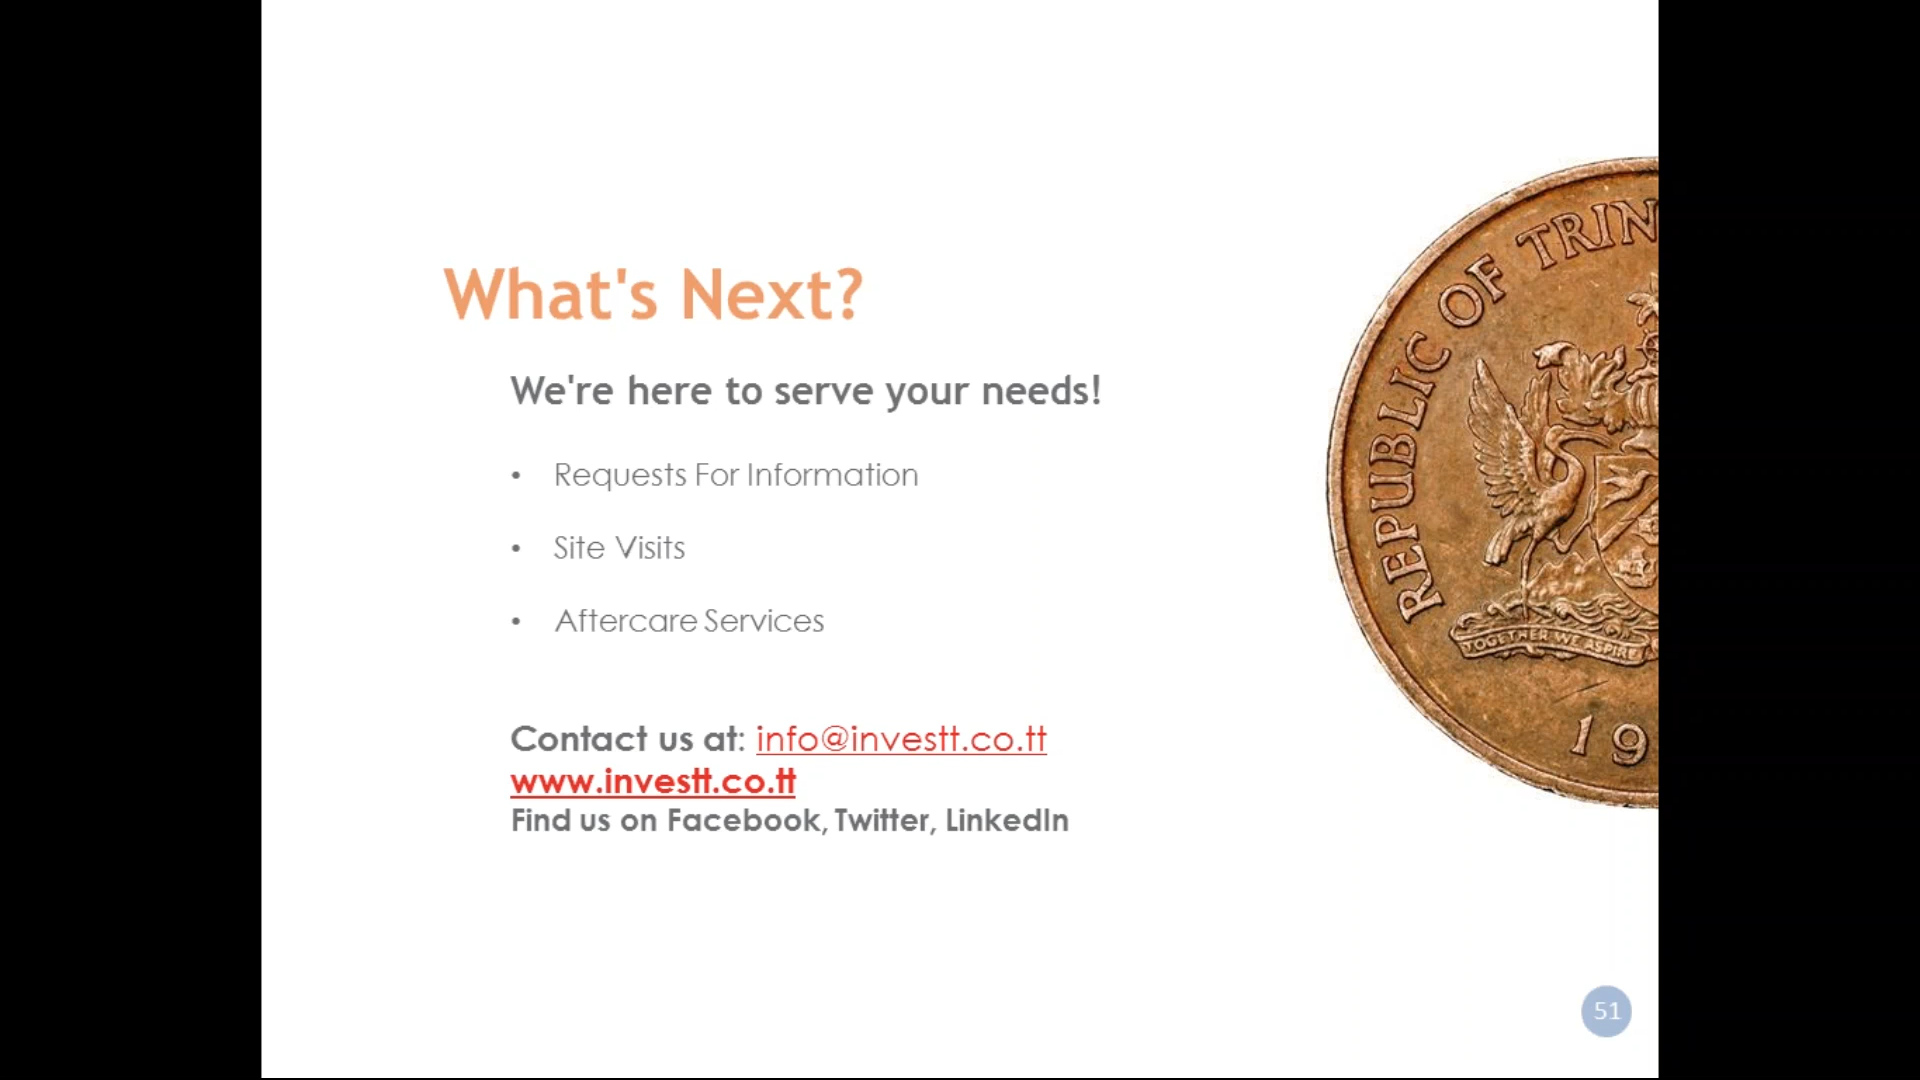 What's Next?
We're here to serve your needs!
• Requests For Information
• Site Visits
• Aftercare Services
Contact us at: info@investt.co.tt
www.investt.co.tt
Find us on Facebook, Twitter, LinkedIn
REPUBLIC OF TRIN
TOGETHER WE ASPIRE
19
51